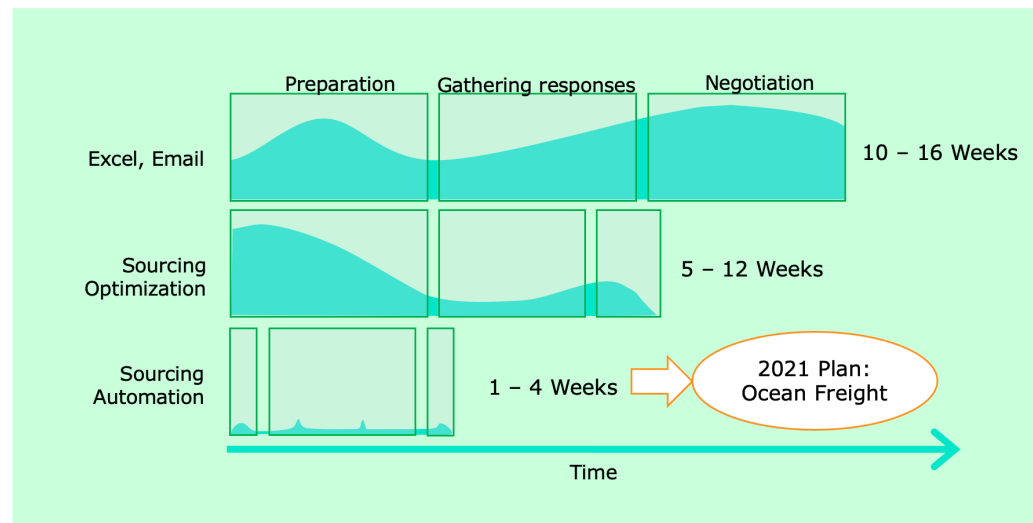 Preparation
Gathering responses
Negotiation
Excel, Email
10 – 16 Weeks
Sourcing
Optimization
5 – 12 Weeks
Sourcing
Automation
1 – 4 Weeks
2021 Plan:
Ocean Freight
Time